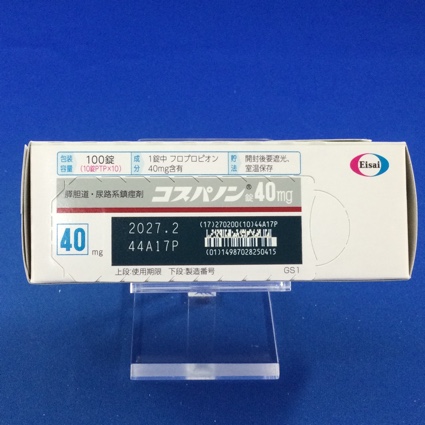 包装容量 100錠 (10錠PTP×10)
成分 1錠中 フロプロピオン 40mg含有
貯法 開封後要遮光、室温保存
Eisai
膵胆道・尿路系鎮痙剤
コスパノン®錠40mg
40mg
2027.2
44A17P
(17)270200(10)44A17P
(01)14987028250415
上段:使用期限 下段:製造番号
GS1